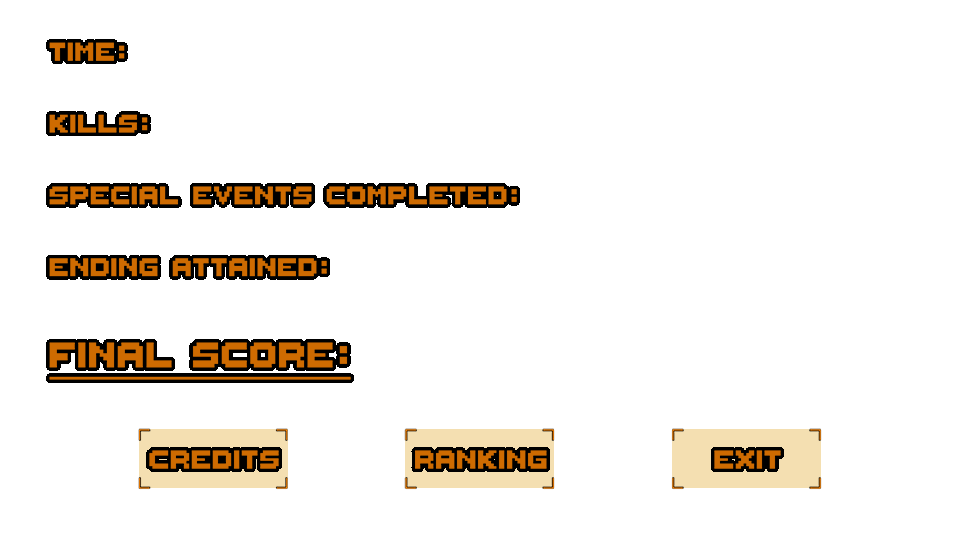 TIME:
KILLS:
SPECIAL EVENTS COMPLETED:
ENDING ATTAINED:
FINAL SCORE:
CREDITS
RANKING
EXIT